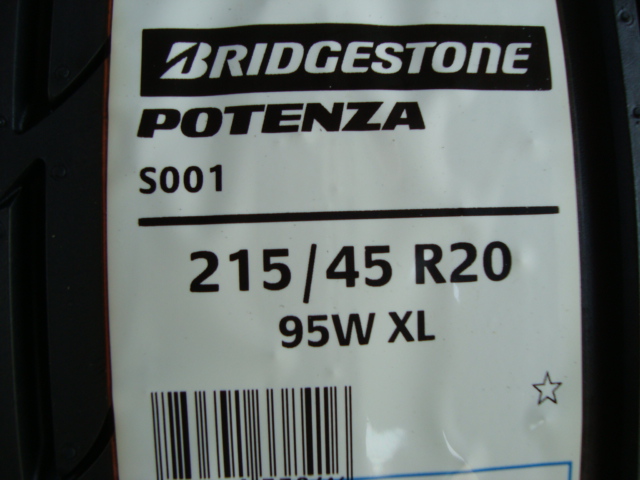 BRIDGESTONE
POTENZA
S001
215/45 R20
95W XL